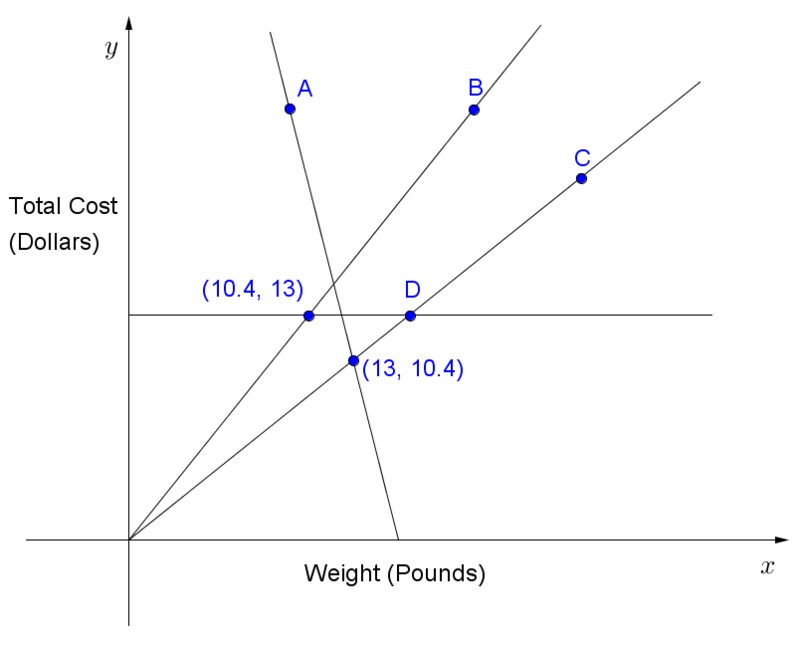 y
A
B
C
Total Cost
(Dollars)
(10.4, 13)
D
(13, 10.4)
Weight (Pounds)
x